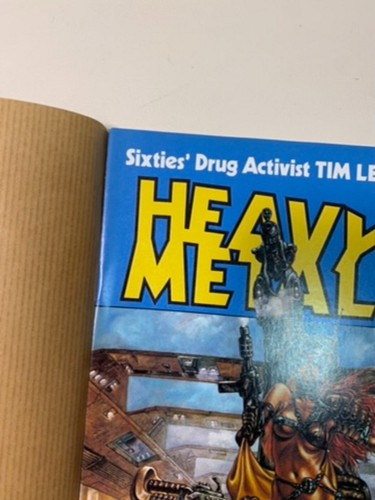 Sixties' Drug Activist TIM LE
HEAVY
METAL